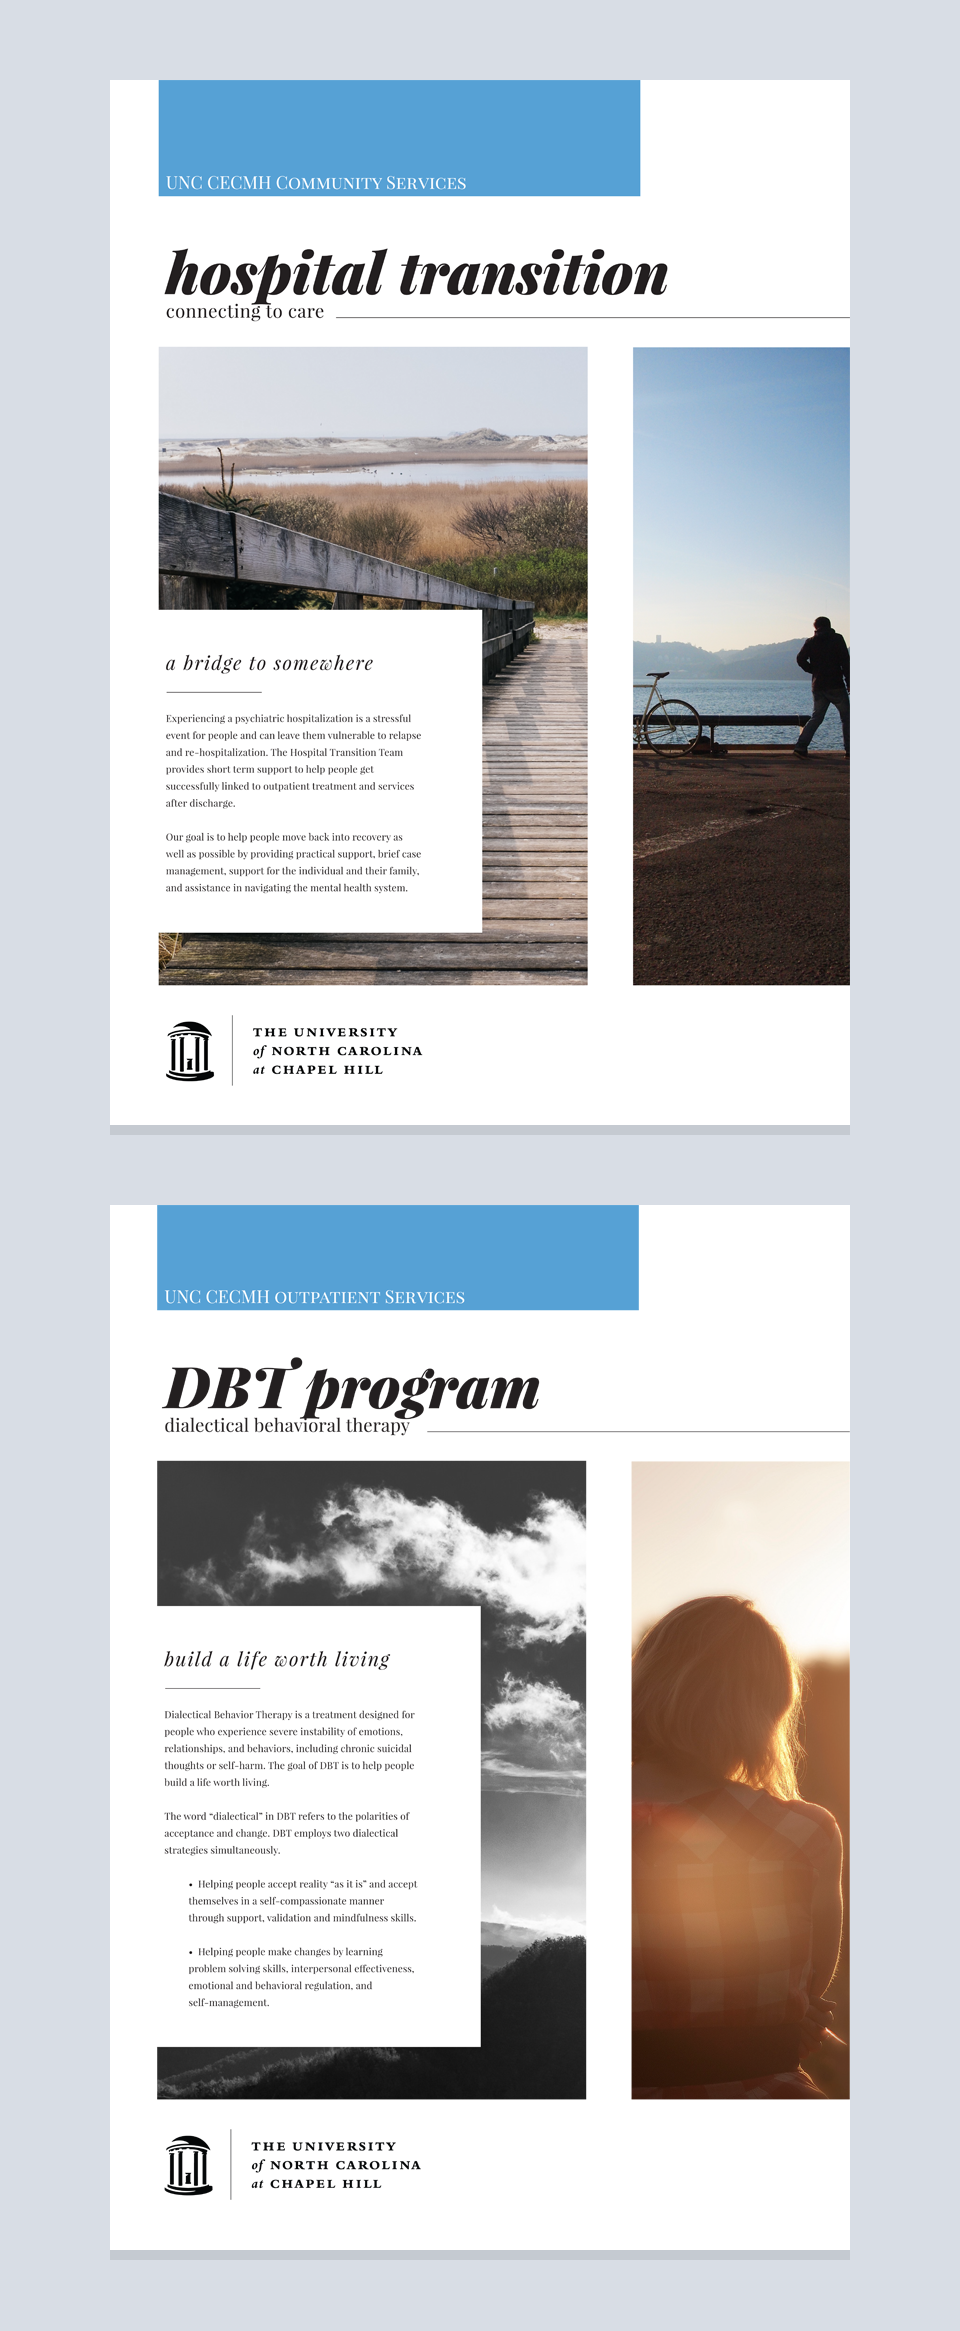 UNC CECMH Community Services
hospital transition
connecting to care
a bridge to somewhere
Experiencing a psychiatric hospitalization is a stressful
event for people and can leave them vulnerable to relapse
and re-hospitalization. The Hospital Transition Team
provides short term support to help people get
successfully linked to outpatient treatment and services
after discharge.
Our goal is to help people move back into recovery as
well as possible by providing practical support, brief case
management, support for the individual and their family,
and assistance in navigating the mental health system.
THE UNIVERSITY
of NORTH CAROLINA
at CHAPEL HILL
UNC CECMH outpatient Services
DBT program
dialectical behavioral therapy
build a life worth living
Dialectical Behavior Therapy is a treatment designed for
people who experience severe instability of emotions,
relationships, and behaviors, including chronic suicidal
thoughts or self-harm. The goal of DBT is to help people
build a life worth living.
The word “dialectical” in DBT refers to the polarities of
acceptance and change. DBT employs two dialectical
strategies simultaneously.
• Helping people accept reality “as it is” and accept
themselves in a self-compassionate manner
through support, validation and mindfulness skills.
• Helping people make changes by learning
problem solving skills, interpersonal effectiveness,
emotional and behavioral regulation, and
self-management.
THE UNIVERSITY
of NORTH CAROLINA
at CHAPEL HILL